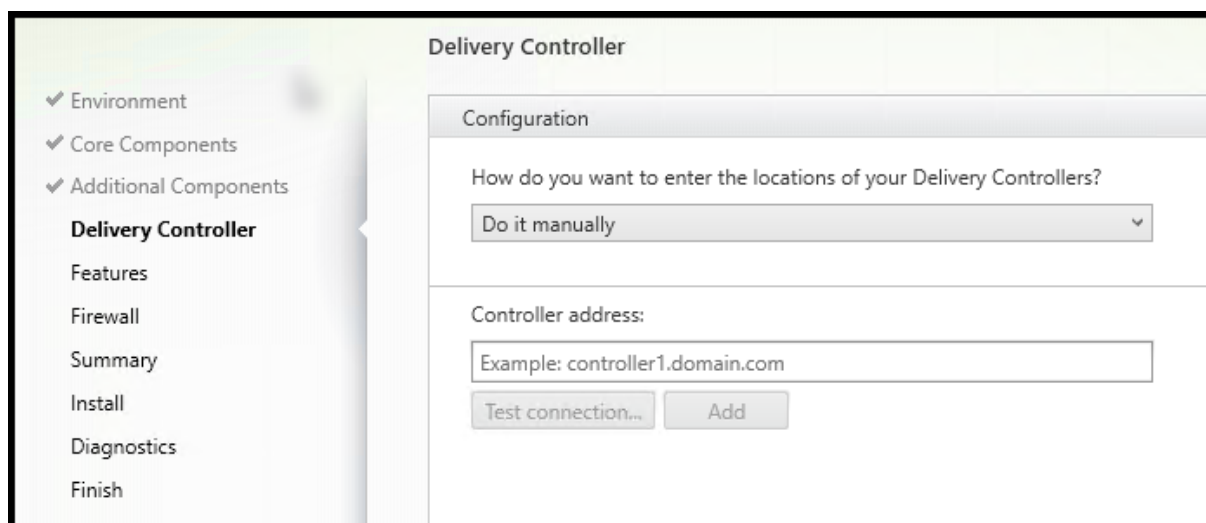 Delivery Controller
Environment
Core Components
Additional Components
Delivery Controller
Features
Firewall
Summary
Install
Diagnostics
Finish
Configuration
How do you want to enter the locations of your Delivery Controllers?
Do it manually
Controller address:
Example: controller1.domain.com
Test connection...
Add